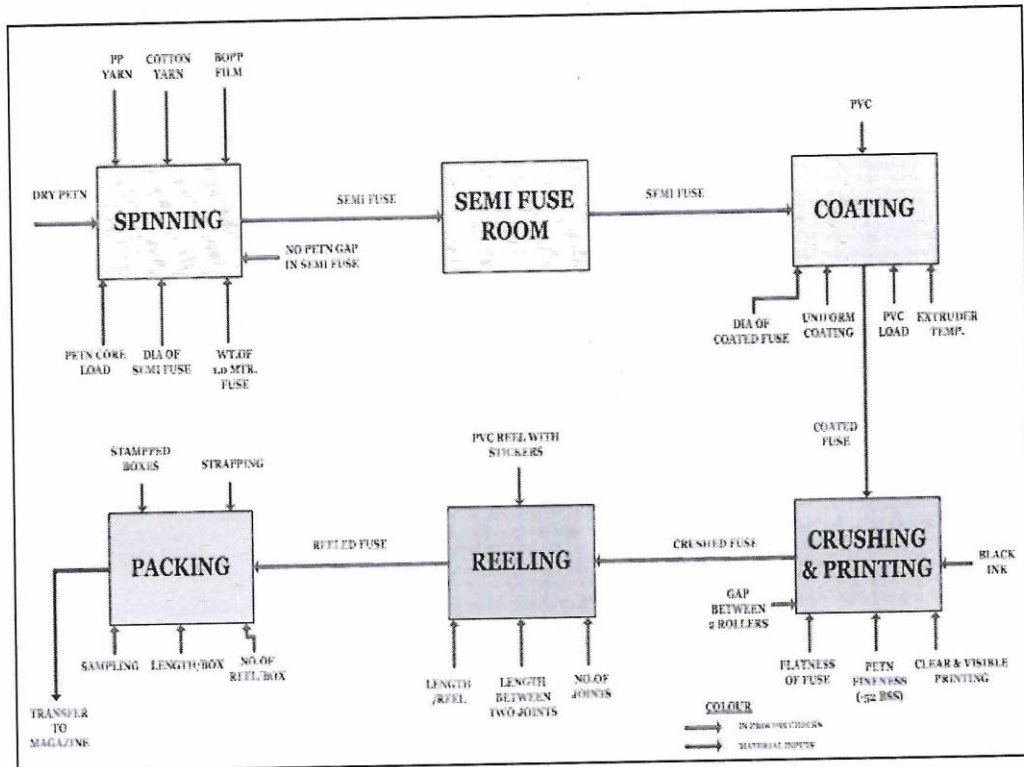 PP
YARN
COTTON
YARN
BOPP
FILM
PVC
DRY PETN
SPINNING
SEMI FUSE
SEMI FUSE
ROOM
SEMI FUSE
COATING
NO PETN GAP
IN SEMI FUSE
PETN CORE
LOAD
DIA OF
SEMI FUSE
WT.OF
1.0 MTR.
FUSE
DIA OF
COATED FUSE
UNIFORM
COATING
PVC
LOAD
EXTRUDER
TEMP.
COATED
FUSE
STAMPPED
BOXES
STRAPPING
PVC REEL WITH
STICKERS
PACKING
REELED FUSE
REELING
CRUSHED FUSE
CRUSHING
& PRINTING
BLACK
INK
GAP
BETWEEN
2 ROLLERS
SAMPLING
LENGTH/BOX
NO.OF
REEL/BOX
LENGTH
/REEL
LENGTH
BETWEEN
TWO JOINTS
NO.OF
JOINTS
FLATNESS
OF FUSE
PETN
FINENESS
(-52 BSS)
CLEAR & VISIBLE
PRINTING
TRANSFER
TO
MAGAZINE
COLOUR
IN PROCESS CHECKS
MATERIAL INPUTS